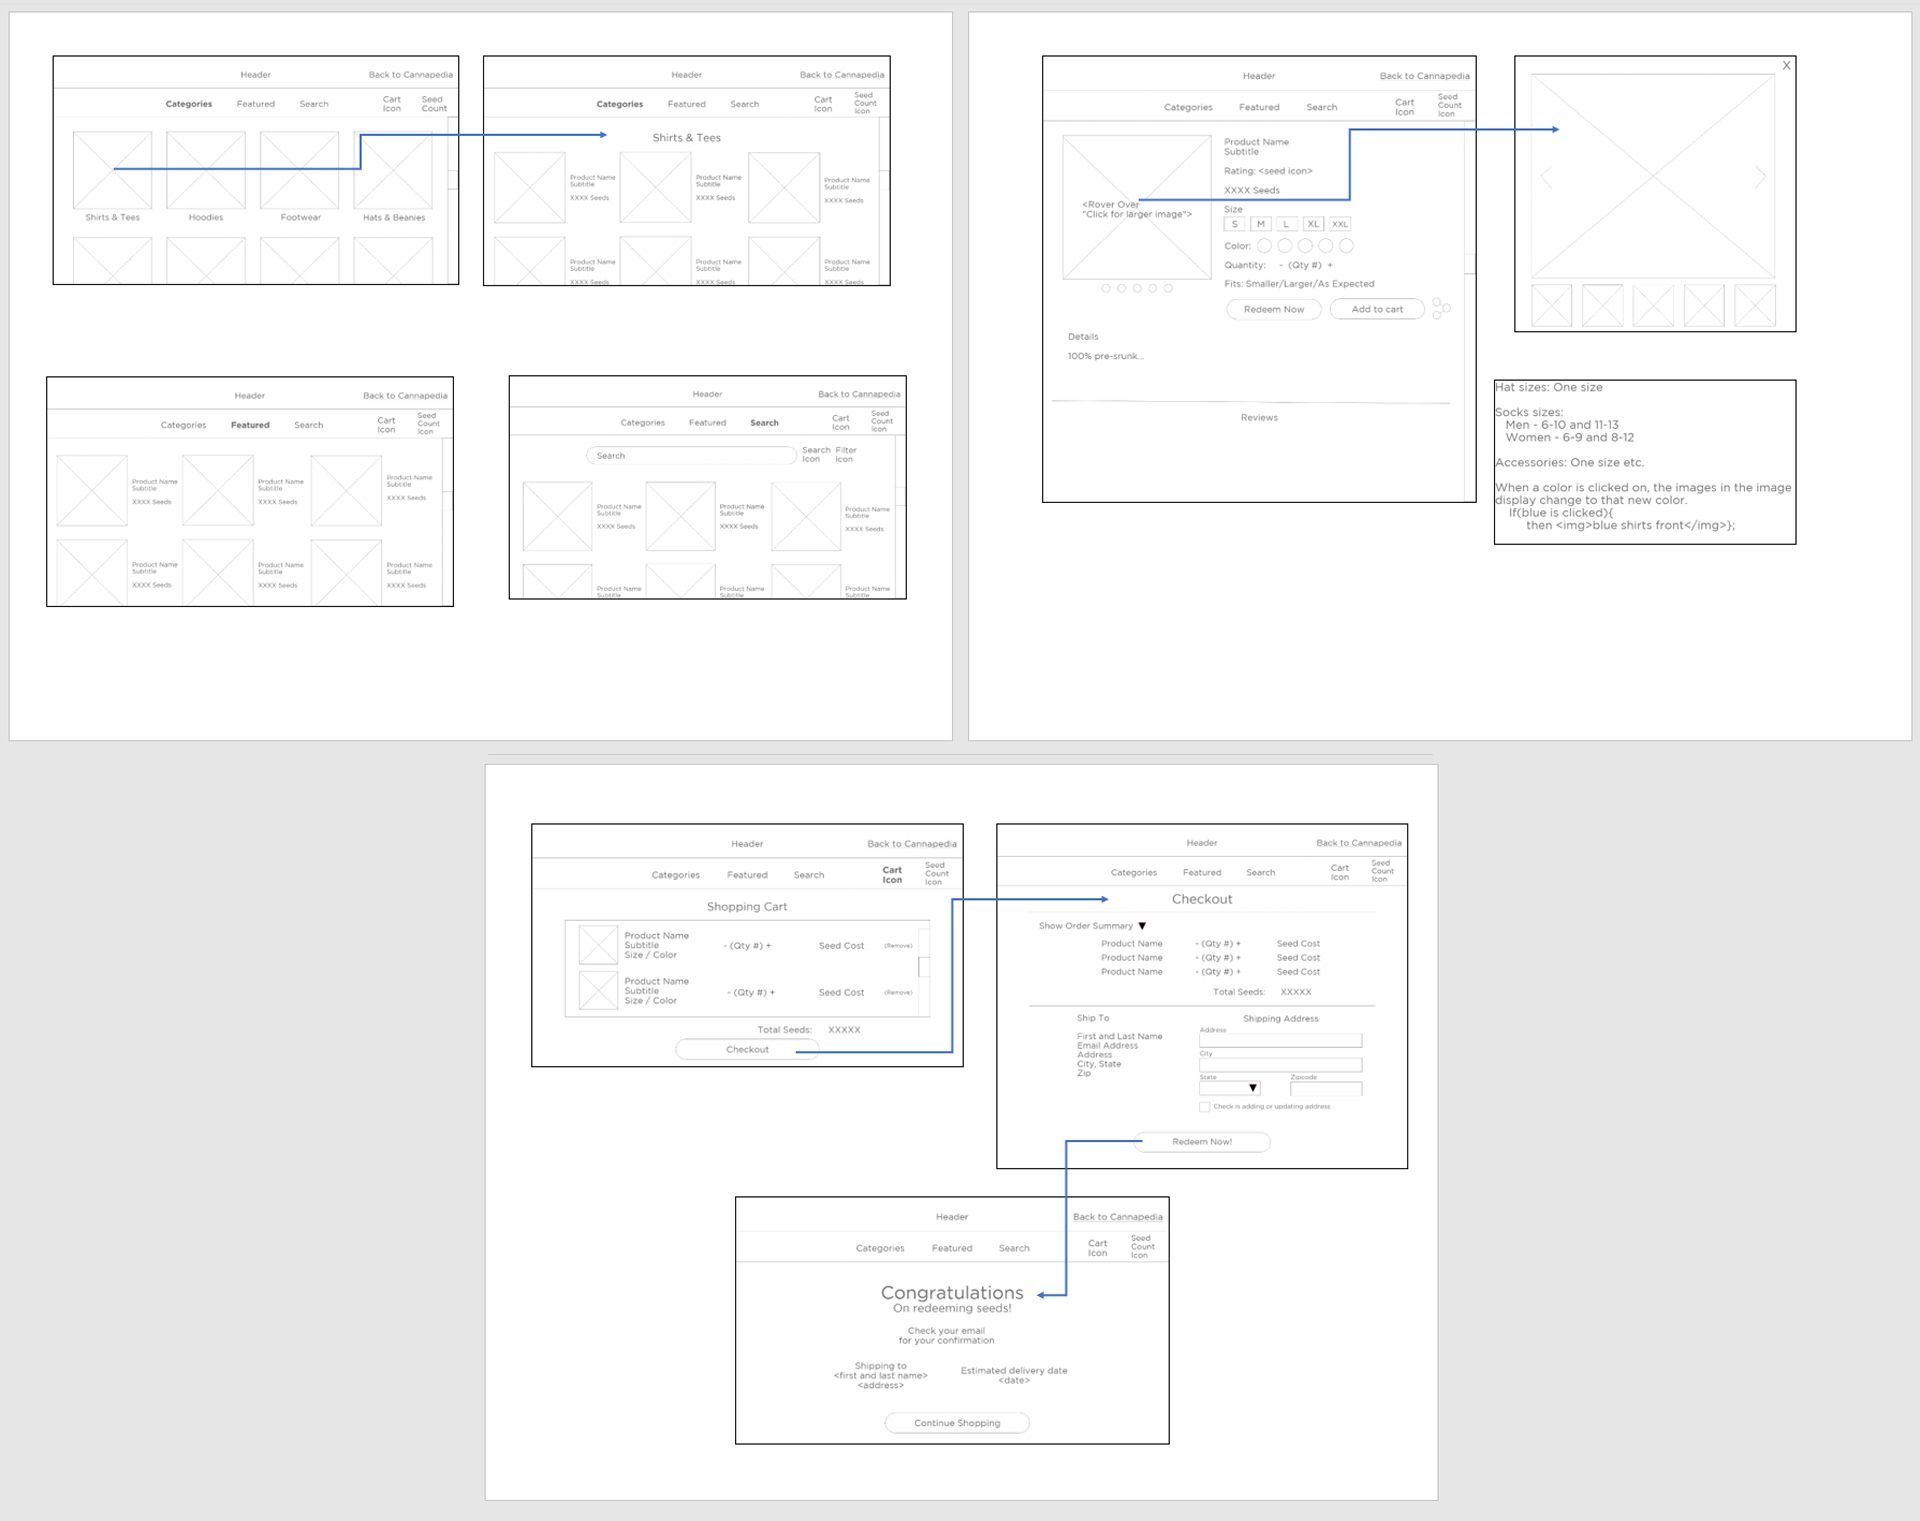 Header
Back to Cannapedia
Categories Featured Search Cart Icon Seed Count
Shirts & Tees Hoodies Footwear Hats & Beanies
Header
Back to Cannapedia
Categories Featured Search Cart Icon Seed Count Icon
Shirts & Tees
Product Name Product Name Product Name
Subtitle Subtitle Subtitle
XXXX Seeds XXXX Seeds XXXX Seeds
Product Name Product Name Product Name
Subtitle Subtitle Subtitle
XXXX Seeds XXXX Seeds XXXX Seeds
Header
Back to Cannapedia
Categories Featured Search Cart Icon Seed Count Icon
Product Name Product Name Product Name
Subtitle Subtitle Subtitle
XXXX Seeds XXXX Seeds XXXX Seeds
Product Name Product Name Product Name
Subtitle Subtitle Subtitle
XXXX Seeds XXXX Seeds XXXX Seeds
Header
Back to Cannapedia
Categories Featured Search Cart Icon Seed Count Icon
Search Search Icon Filter Icon
Product Name Product Name Product Name
Subtitle Subtitle Subtitle
XXXX Seeds XXXX Seeds XXXX Seeds
Product Name Product Name Product Name
Subtitle Subtitle Subtitle
Header
Back to Cannapedia
Categories Featured Search Cart Icon Seed Count Icon
<Rover Over
"Click for larger image">
Product Name
Subtitle
Rating: <seed icon>
XXXX Seeds
Size
S M L XL XXL
Color:
Quantity: - (Qty #) +
Fits: Smaller/Larger/As Expected
Redeem Now Add to cart
Details
100% pre-srunk...
Reviews
X
Hat sizes: One size
Socks sizes:
Men - 6-10 and 11-13
Women - 6-9 and 8-12
Accessories: One size etc.
When a color is clicked on, the images in the image
display change to that new color.
If(blue is clicked){
then <img>blue shirts front</img>};
Header
Back to Cannapedia
Categories Featured Search Cart Icon Seed Count Icon
Shopping Cart
Product Name
Subtitle
Size / Color
- (Qty #) + Seed Cost (Remove)
Product Name
Subtitle
Size / Color
- (Qty #) + Seed Cost (Remove)
Total Seeds: XXXXX
Checkout
Header
Back to Cannapedia
Categories Featured Search Cart Icon Seed Count Icon
Checkout
Show Order Summary ▼
Product Name - (Qty #) + Seed Cost
Product Name - (Qty #) + Seed Cost
Product Name - (Qty #) + Seed Cost
Total Seeds: XXXXX
Ship To
First and Last Name
Email Address
Address
City, State
Zip
Shipping Address
Address
City
State Zipcode
Check is adding or updating address
Redeem Now!
Header
Back to Cannapedia
Categories Featured Search Cart Icon Seed Count Icon
Congratulations
On redeeming seeds!
Check your email
for your confirmation
Shipping to
<first and last name>
<address>
Estimated delivery date
<date>
Continue Shopping